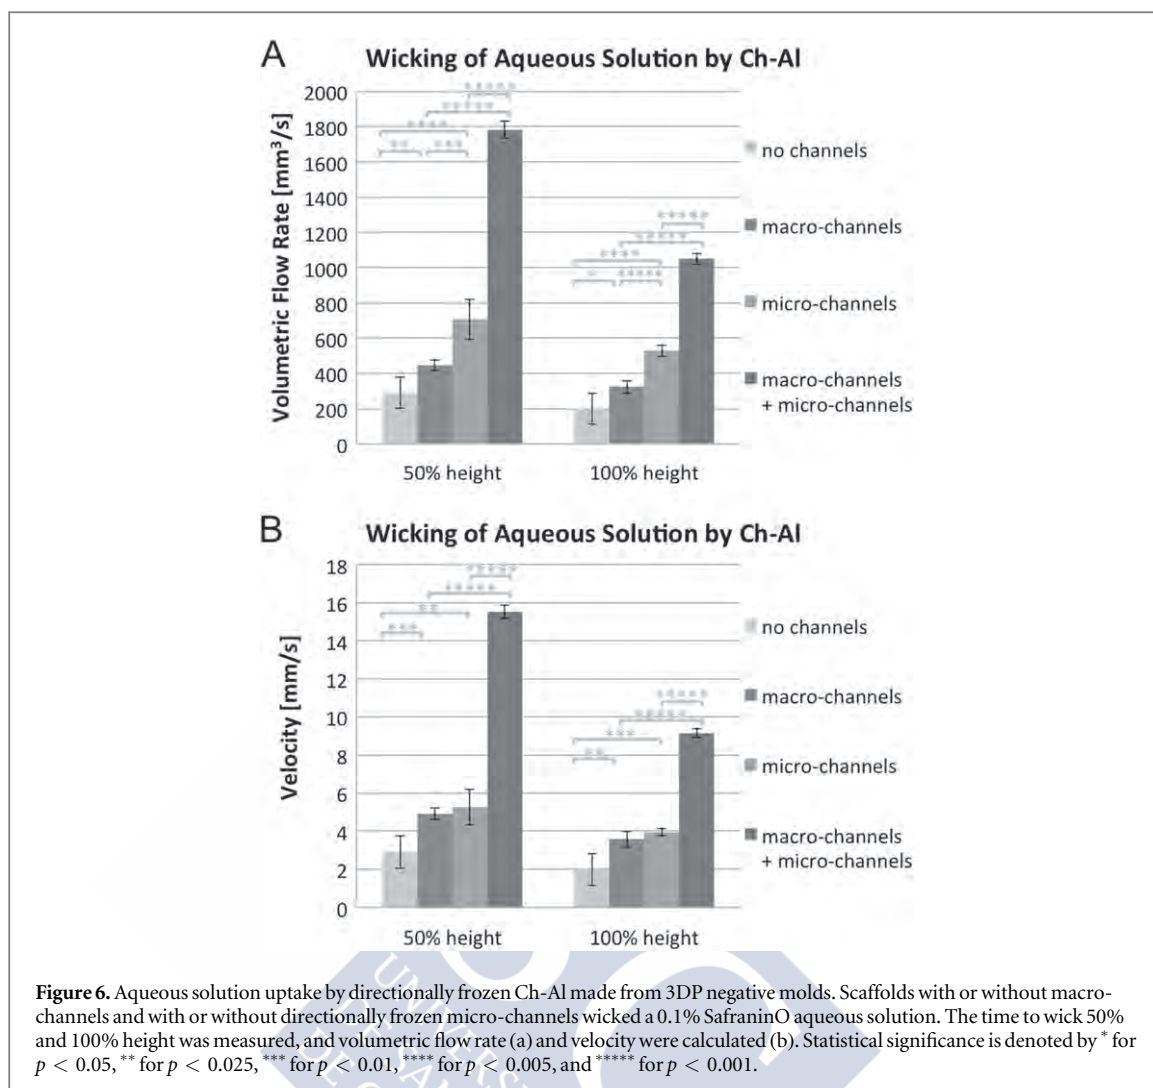 A
Wicking of Aqueous Solution by Ch-Al
Volumetric Flow Rate [mm³/s]
2000
1800
1600
1400
1200
1000
800
600
400
200
0
**
***
****
*****
*****
*
*****
****
*****
*****
50% height
100% height
no channels
macro-channels
micro-channels
macro-channels
+ micro-channels
B
Wicking of Aqueous Solution by Ch-Al
Velocity [mm/s]
18
16
14
12
10
8
6
4
2
0
***
**
*****
*****
**
***
*****
*****
50% height
100% height
no channels
macro-channels
micro-channels
macro-channels
+ micro-channels
Figure 6. Aqueous solution uptake by directionally frozen Ch-Al made from 3DP negative molds. Scaffolds with or without macro-
channels and with or without directionally frozen micro-channels wicked a 0.1% SafraninO aqueous solution. The time to wick 50%
and 100% height was measured, and volumetric flow rate (a) and velocity were calculated (b). Statistical significance is denoted by * for
p < 0.05, ** for p < 0.025, *** for p < 0.01, **** for p < 0.005, and ***** for p < 0.001.